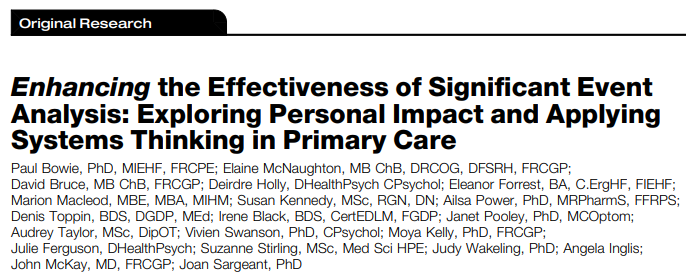 Original Research
Enhancing the Effectiveness of Significant Event
Analysis: Exploring Personal Impact and Applying
Systems Thinking in Primary Care
Paul Bowie, PhD, MIEHF, FRCPE; Elaine McNaughton, MB ChB, DRCOG, DFSRH, FRCGP;
David Bruce, MB ChB, FRCGP; Deirdre Holly, DHealthPsych CPsychol; Eleanor Forrest, BA, C.ErgHF, FIEHF;
Marion Macleod, MBE, MBA, MIHM; Susan Kennedy, MSc, RGN, DN; Ailsa Power, PhD, MRPharmS, FFRPS;
Denis Toppin, BDS, DGDP, MEd; Irene Black, BDS, CertEDLM, FGDP; Janet Pooley, PhD, MCOptom;
Audrey Taylor, MSc, DipOT; Vivien Swanson, PhD, CPsychol; Moya Kelly, PhD, FRCGP;
Julie Ferguson, DHealthPsych; Suzanne Stirling, MSc, Med Sci HPE; Judy Wakeling, PhD; Angela Inglis;
John McKay, MD, FRCGP; Joan Sargeant, PhD